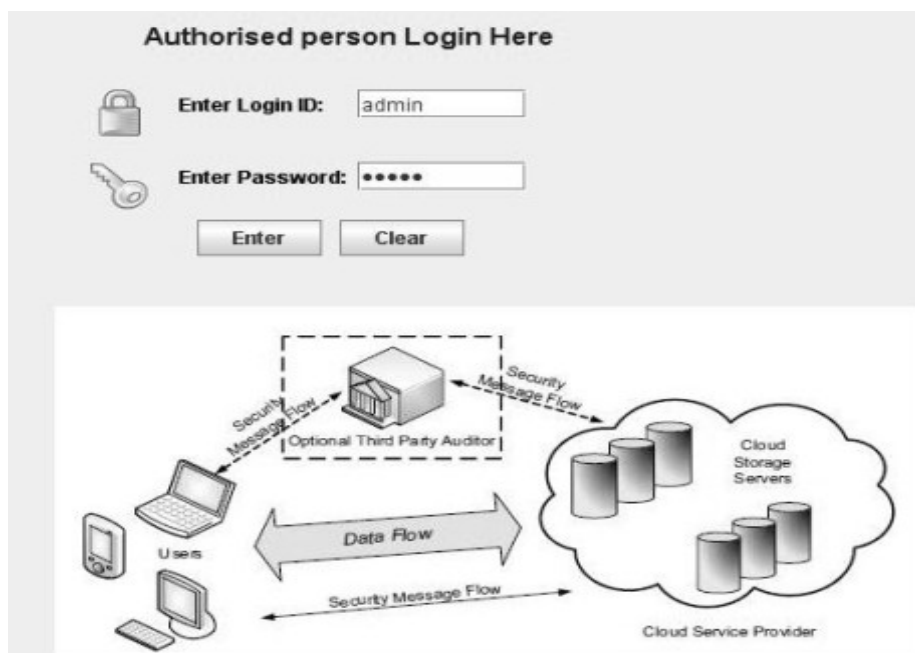 Authorised person Login Here
Enter Login ID: admin
Enter Password: •••••
Enter Clear
Security
Message Flow
Optional Third Party Auditor
Security
Message Flow
Cloud
Storage
Servers
Users
Data Flow
Security Message Flow
Cloud Service Provider